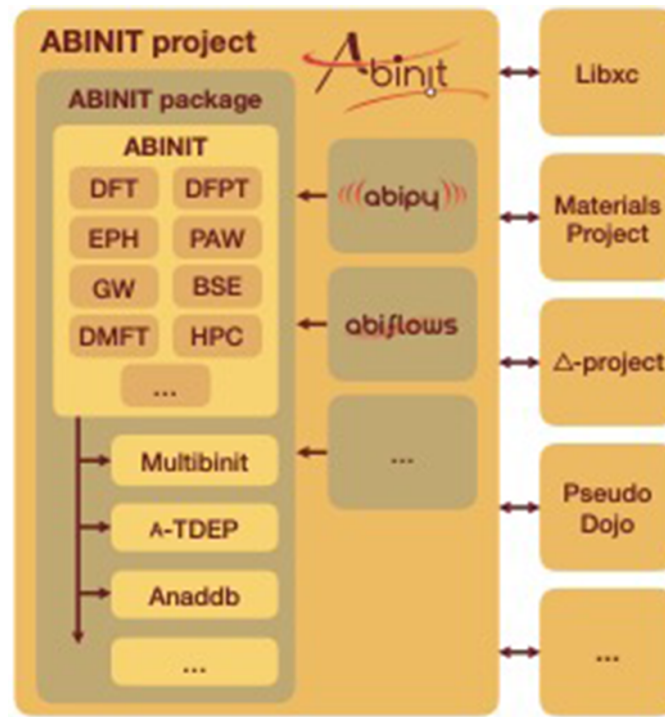 ABINIT project
Abinit
ABINIT package
ABINIT
DFT
DFPT
EPH
PAW
GW
BSE
DMFT
HPC
...
Multibinit
A-TDEP
Anaddb
...
abipy
abiflows
...
Libxc
Materials
Project
Δ-project
Pseudo
Dojo
...